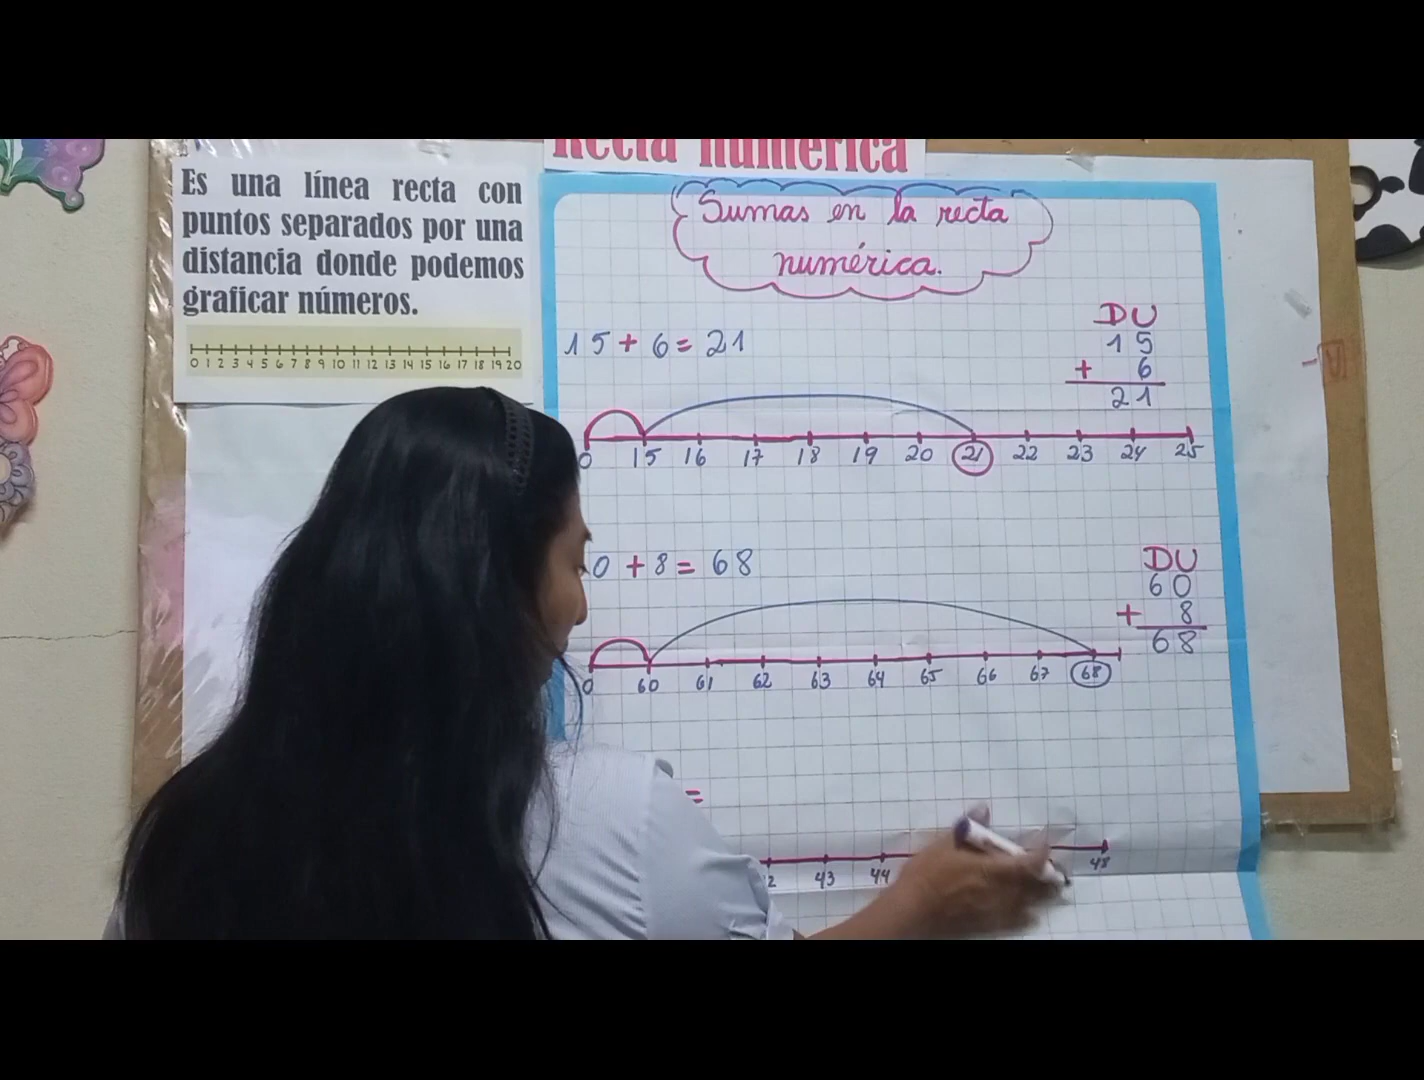 Recta numérica
Es una línea recta con
puntos separados por una
distancia donde podemos
graficar números.
0 1 2 3 4 5 6 7 8 9 10 11 12 13 14 15 16 17 18 19 20
Sumas en la recta
numérica.
15 + 6 = 21
DU
15
+ 6
21
0 15 16 17 18 19 20 21 22 23 24 25
0 + 8 = 68
DU
60
+ 8
68
0 60 61 62 63 64 65 66 67 68
=
2 43 44 48